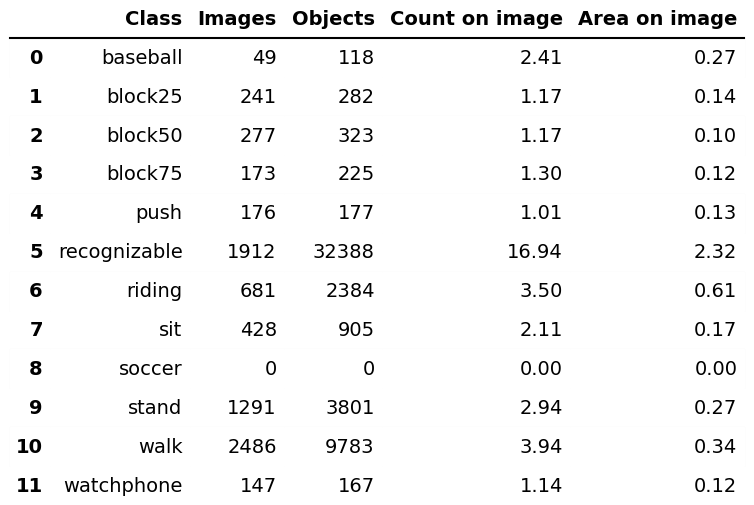 Class Images Objects Count on image Area on image
0 baseball 49 118 2.41 0.27
1 block25 241 282 1.17 0.14
2 block50 277 323 1.17 0.10
3 block75 173 225 1.30 0.12
4 push 176 177 1.01 0.13
5 recognizable 1912 32388 16.94 2.32
6 riding 681 2384 3.50 0.61
7 sit 428 905 2.11 0.17
8 soccer 0 0 0.00 0.00
9 stand 1291 3801 2.94 0.27
10 walk 2486 9783 3.94 0.34
11 watchphone 147 167 1.14 0.12